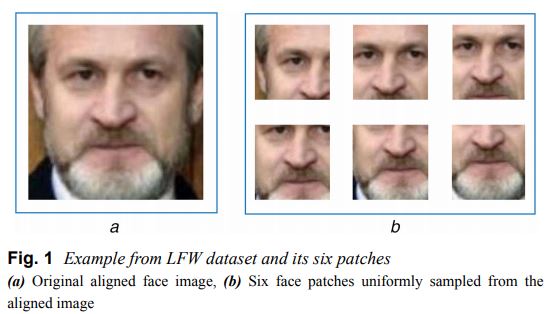 a
b
Fig. 1 Example from LFW dataset and its six patches
(a) Original aligned face image, (b) Six face patches uniformly sampled from the
aligned image